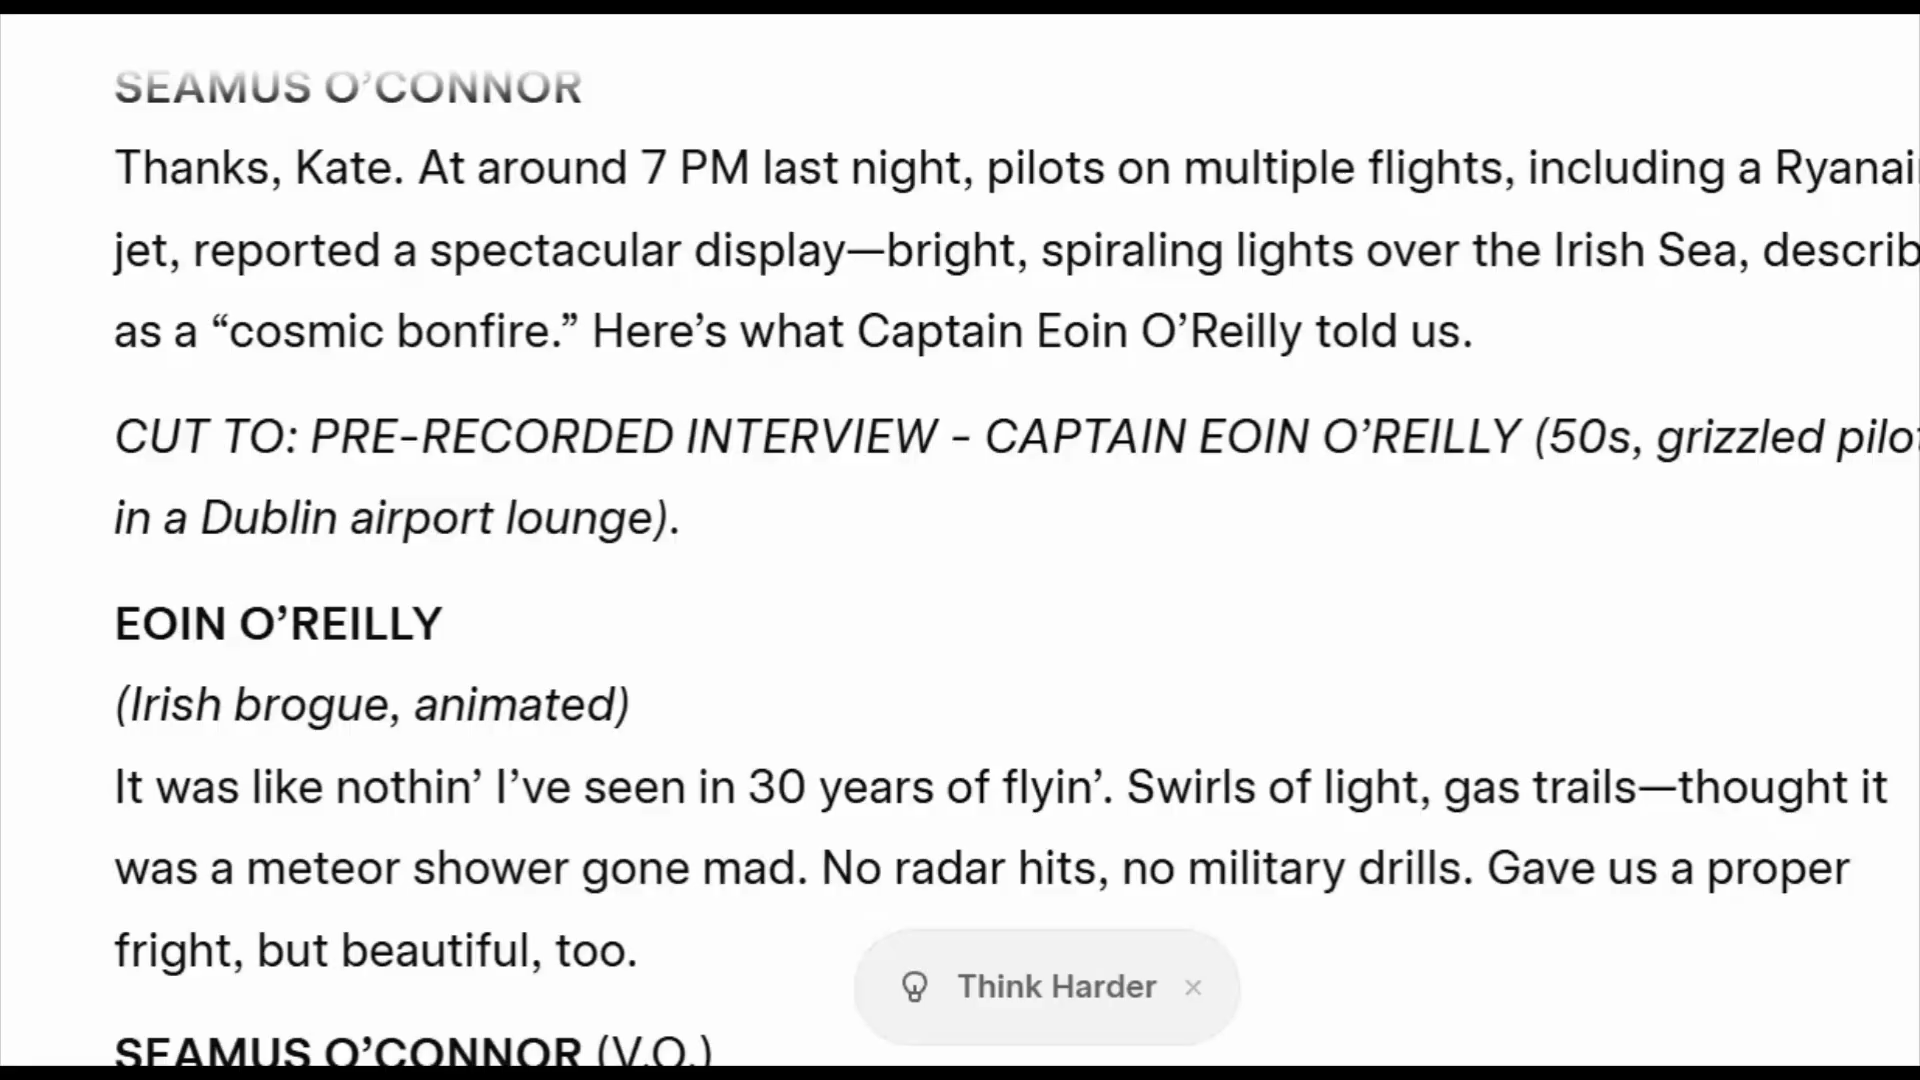 SEAMUS O’CONNOR
Thanks, Kate. At around 7 PM last night, pilots on multiple flights, including a Ryanair
jet, reported a spectacular display—bright, spiraling lights over the Irish Sea, describ
as a “cosmic bonfire.” Here’s what Captain Eoin O’Reilly told us.
CUT TO: PRE-RECORDED INTERVIEW - CAPTAIN EOIN O’REILLY (50s, grizzled pilot
in a Dublin airport lounge).
EOIN O’REILLY
(Irish brogue, animated)
It was like nothin’ I’ve seen in 30 years of flyin’. Swirls of light, gas trails—thought it
was a meteor shower gone mad. No radar hits, no military drills. Gave us a proper
fright, but beautiful, too.
Think Harder ×
SEAMUS O’CONNOR (V.O.)